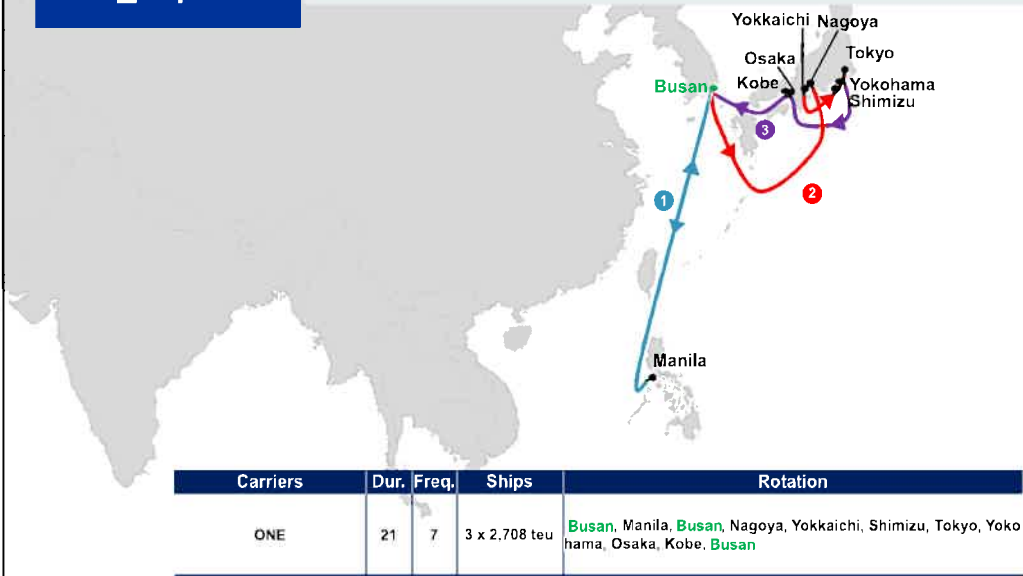 Yokkaichi Nagoya
Osaka
Tokyo
Busan
Kobe
Yokohama
Shimizu
3
1
2
Manila
Carriers Dur. Freq. Ships Rotation
ONE 21 7 3 x 2,708 teu Busan, Manila, Busan, Nagoya, Yokkaichi, Shimizu, Tokyo, Yoko
hama, Osaka, Kobe, Busan